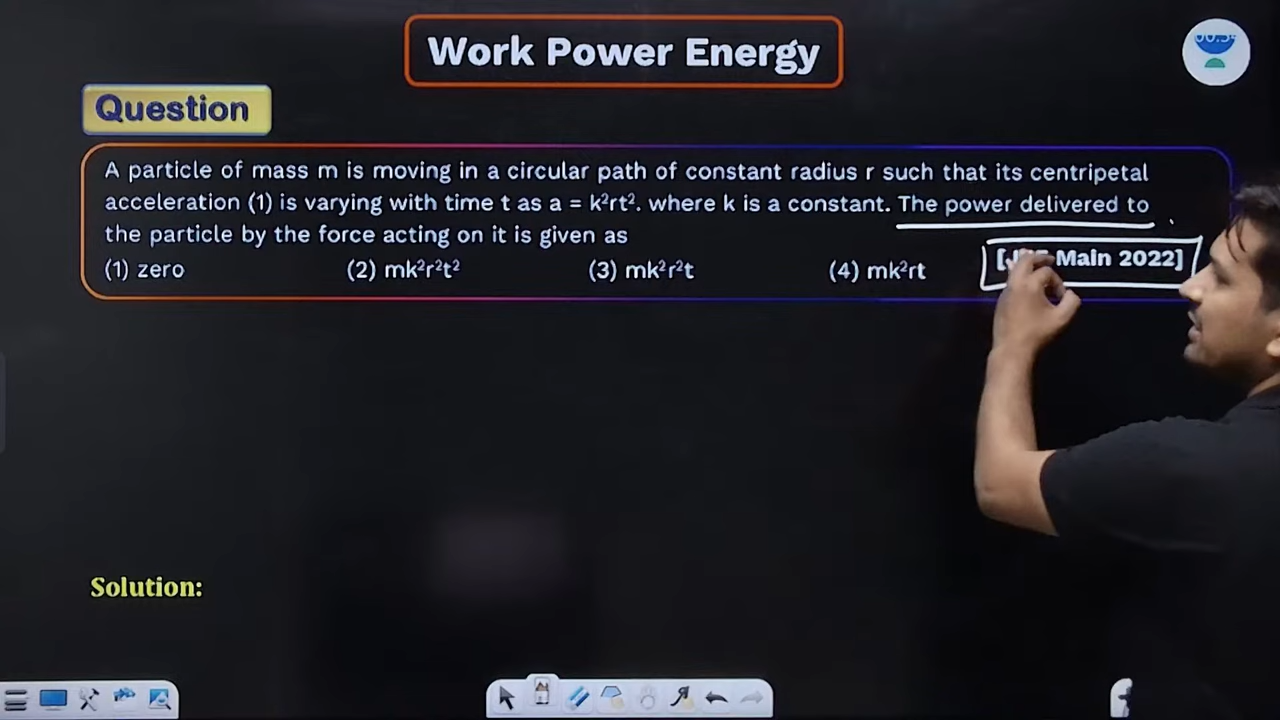 Work Power Energy
Question
A particle of mass m is moving in a circular path of constant radius r such that its centripetal
acceleration (1) is varying with time t as a = k²rt². where k is a constant. The power delivered to
the particle by the force acting on it is given as
(1) zero (2) mk²r²t² (3) mk²r²t (4) mk²rt
Main 2022]
Solution: